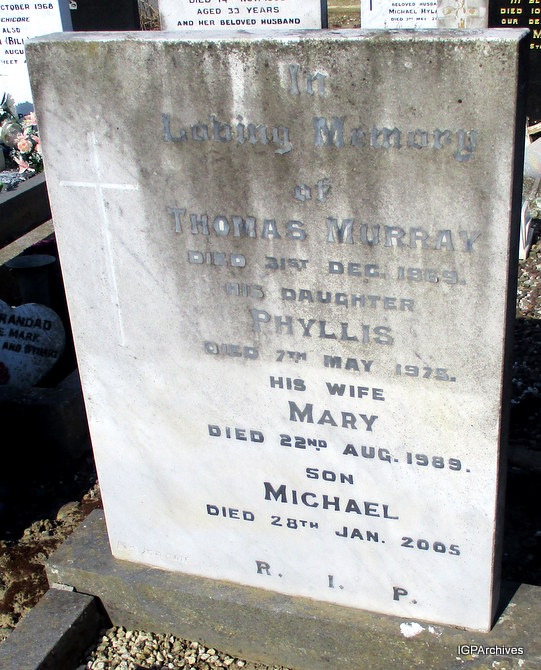 OCTOBER 1968
ALSO
AGED 33 YEARS
AND HER BELOVED HUSBAND
In
Loving Memory
of
THOMAS MURRAY
DIED 31ST DEC. 1969.
HIS DAUGHTER
PHYLLIS
DIED 7TH MAY 1975.
HIS WIFE
MARY
DIED 22ND AUG. 1989.
SON
MICHAEL
DIED 28TH JAN. 2005
R. I. P.
IGPArchives